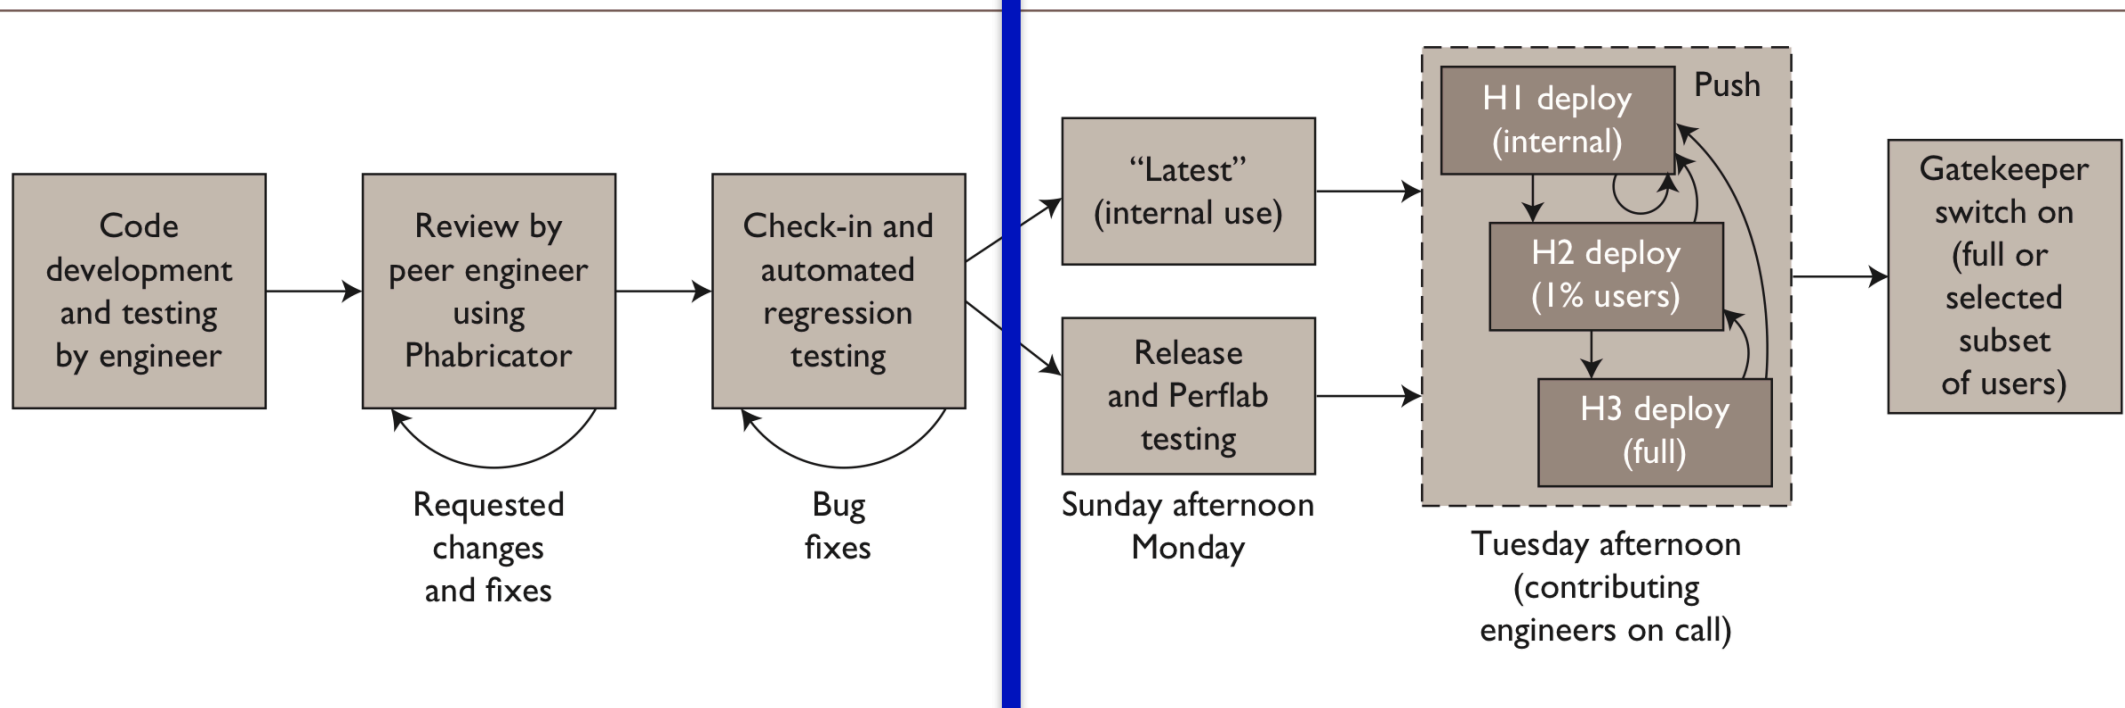 Code
development
and testing
by engineer
Review by
peer engineer
using
Phabricator
Requested
changes
and fixes
Check-in and
automated
regression
testing
Bug
fixes
“Latest”
(internal use)
Release
and Perflab
testing
Sunday afternoon
Monday
Push
H1 deploy
(internal)
H2 deploy
(1% users)
H3 deploy
(full)
Tuesday afternoon
(contributing
engineers on call)
Gatekeeper
switch on
(full or
selected
subset
of users)